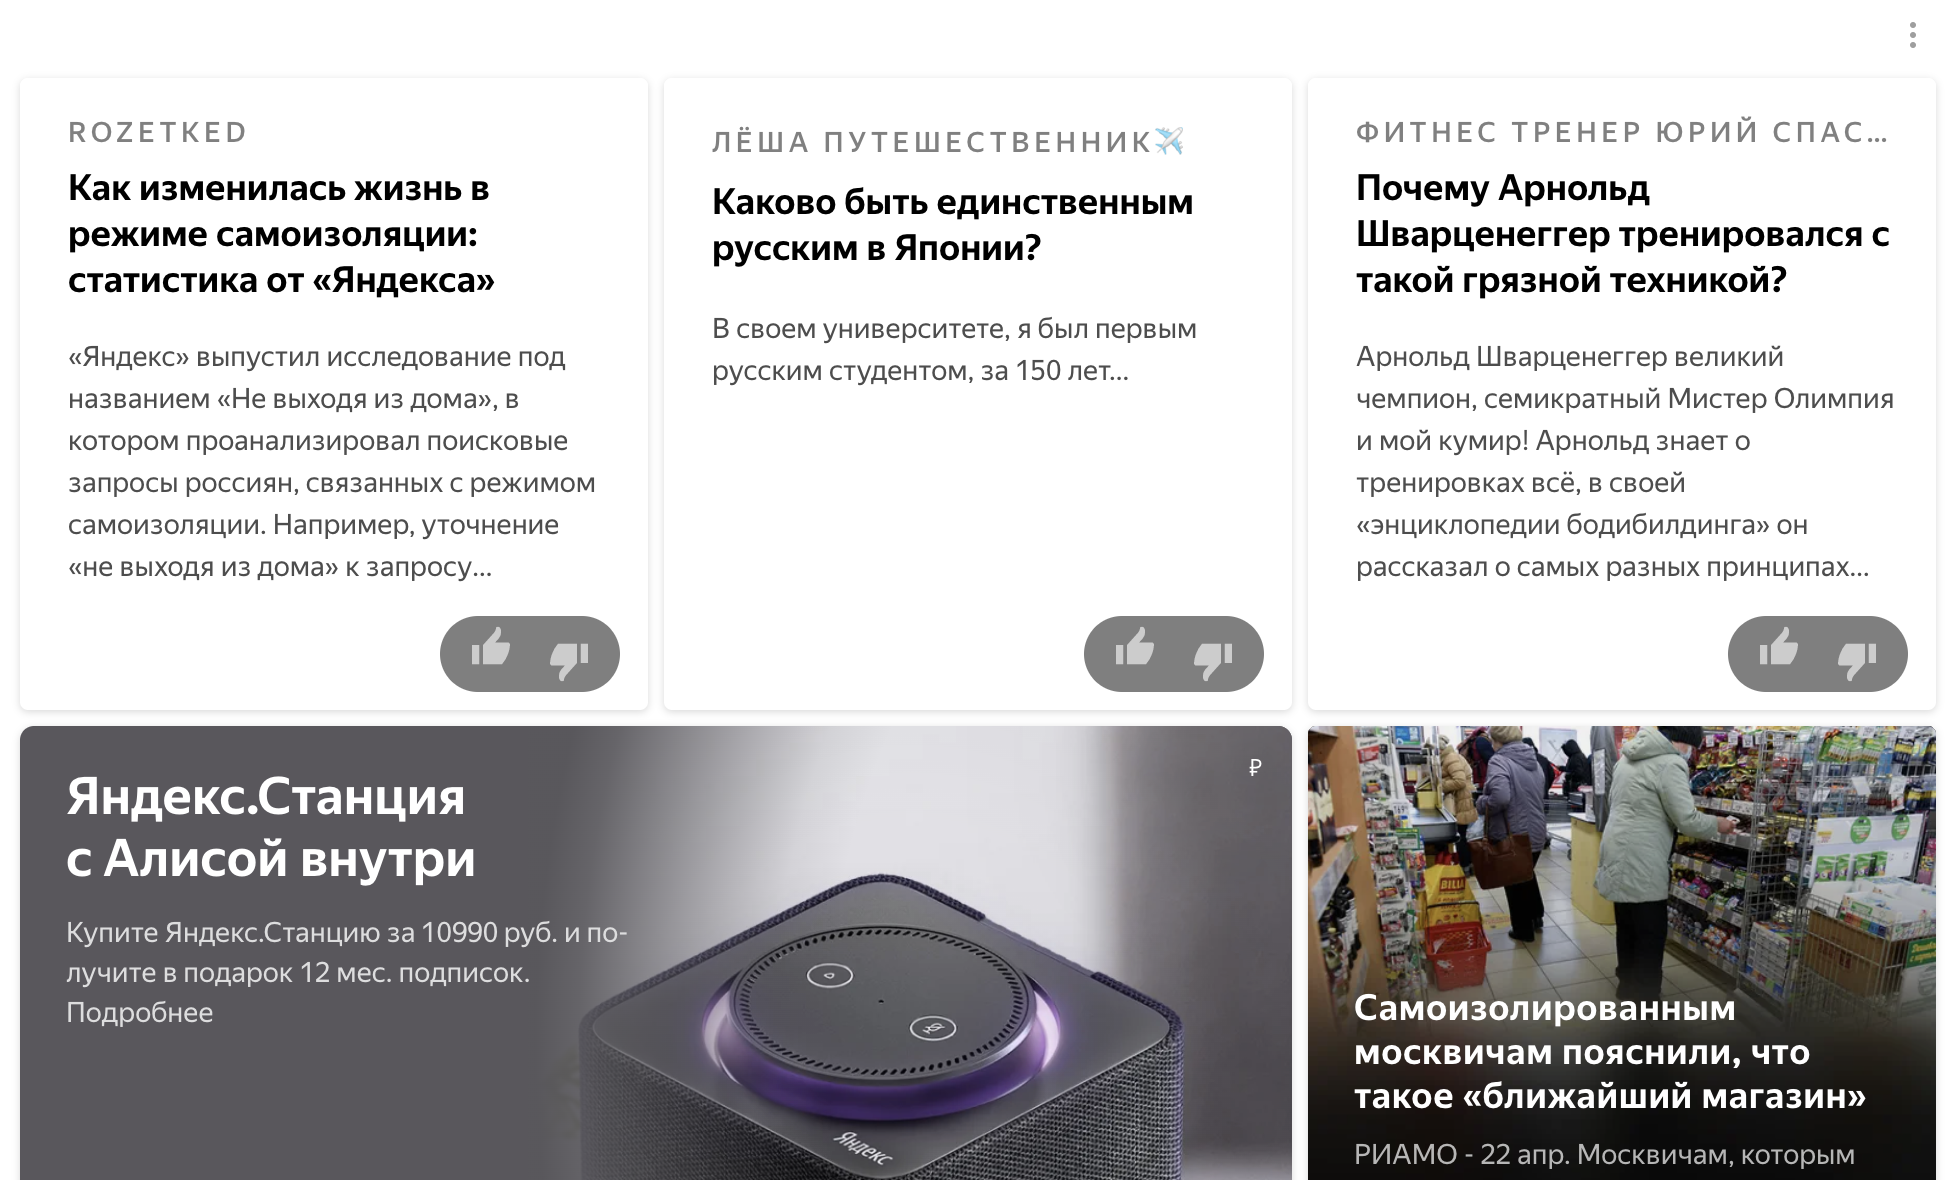 ROZETKED
Как изменилась жизнь в
режиме самоизоляции:
статистика от «Яндекса»
«Яндекс» выпустил исследование под
названием «Не выходя из дома», в
котором проанализировал поисковые
запросы россиян, связанных с режимом
самоизоляции. Например, уточнение
«не выходя из дома» к запросу...
ЛЁША ПУТЕШЕСТВЕННИК✈️
Каково быть единственным
русским в Японии?
В своем университете, я был первым
русским студентом, за 150 лет...
ФИТНЕС ТРЕНЕР ЮРИЙ СПАС...
Почему Арнольд
Шварценеггер тренировался с
такой грязной техникой?
Арнольд Шварценеггер великий
чемпион, семикратный Мистер Олимпия
и мой кумир! Арнольд знает о
тренировках всё, в своей
«энциклопедии бодибилдинга» он
рассказал о самых разных принципах...
Яндекс.Станция
с Алисой внутри
Купите Яндекс.Станцию за 10990 руб. и по-
лучите в подарок 12 мес. подписок.
Подробнее
₽
Яндекс
BILLA
Самоизолированным
москвичам пояснили, что
такое «ближайший магазин»
РИАМО - 22 апр. Москвичам, которым